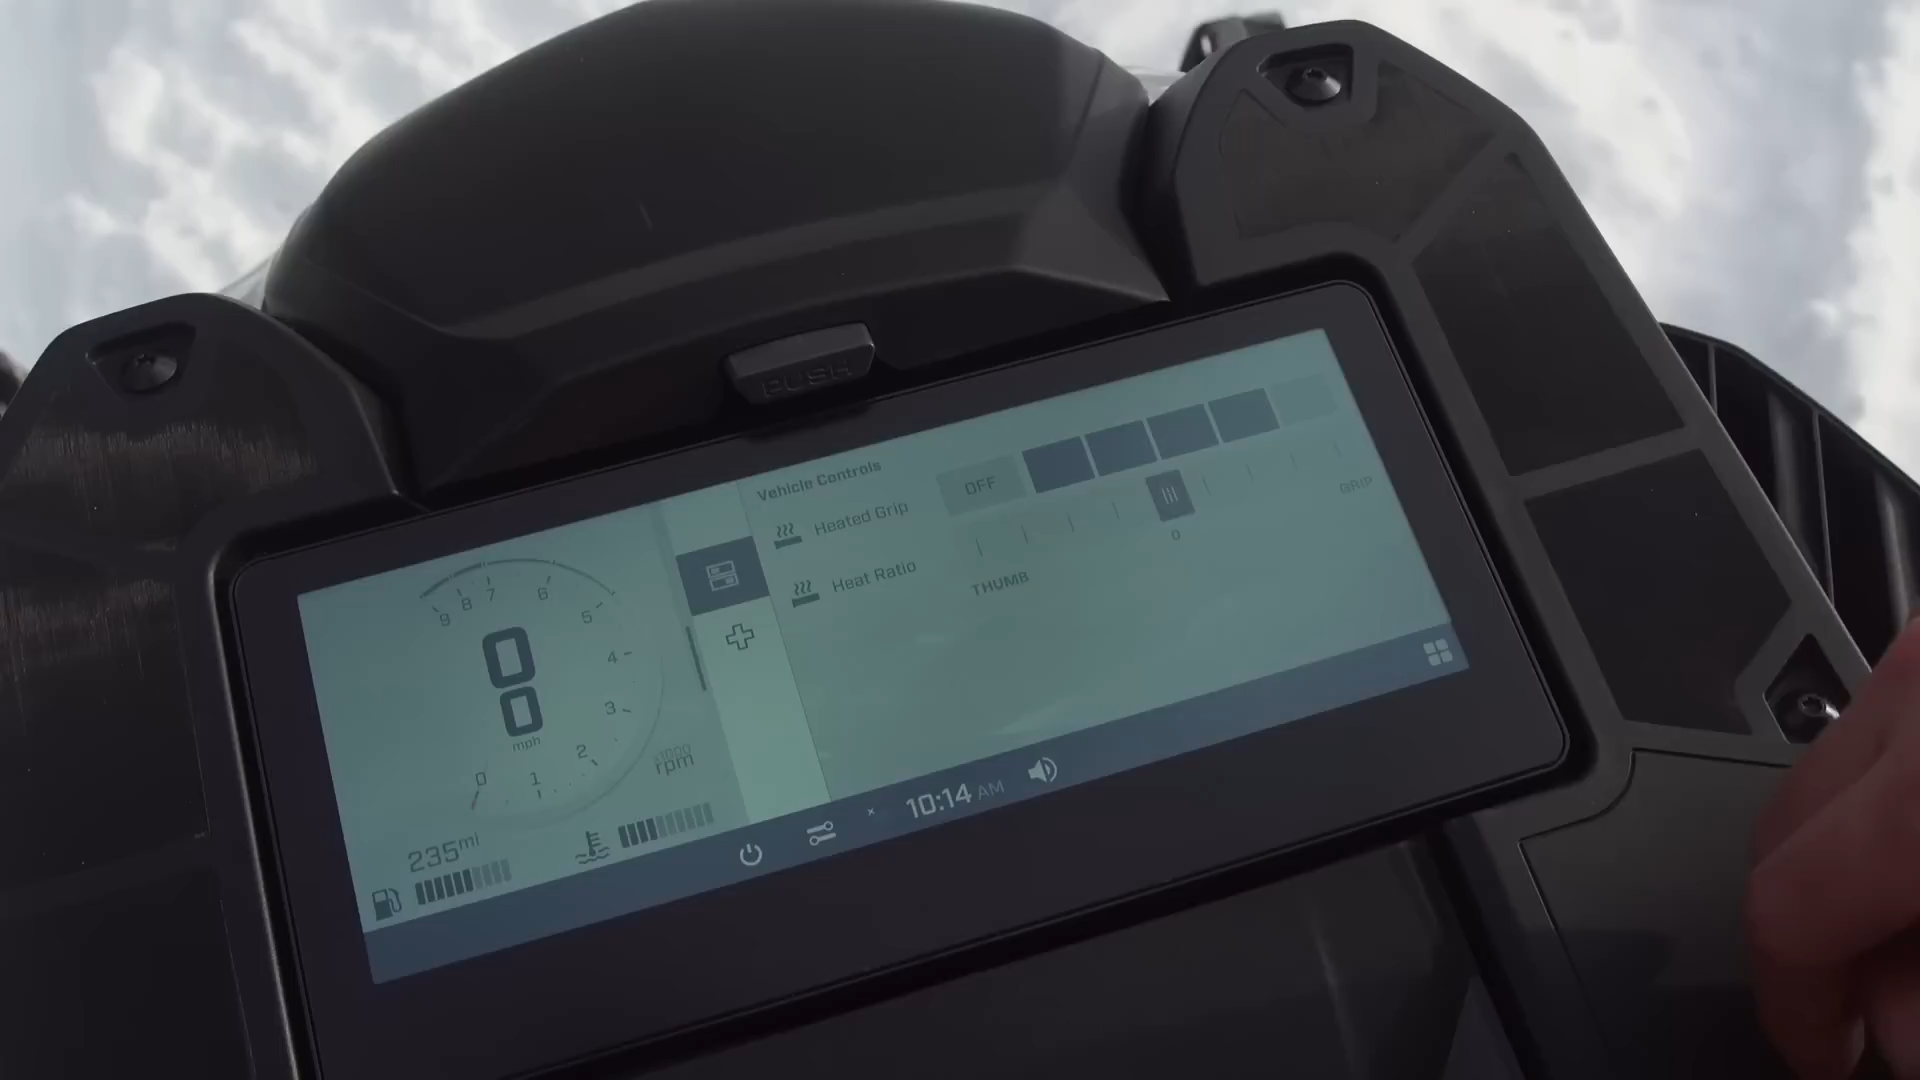 PUSH
Vehicle Controls
Heated Grip
OFF
Heat Ratio
0
THUMB
GRIP
9
8
7
6
5
4
3
2
1
0
0
0
mph
x1000
rpm
235mi
10:14 AM